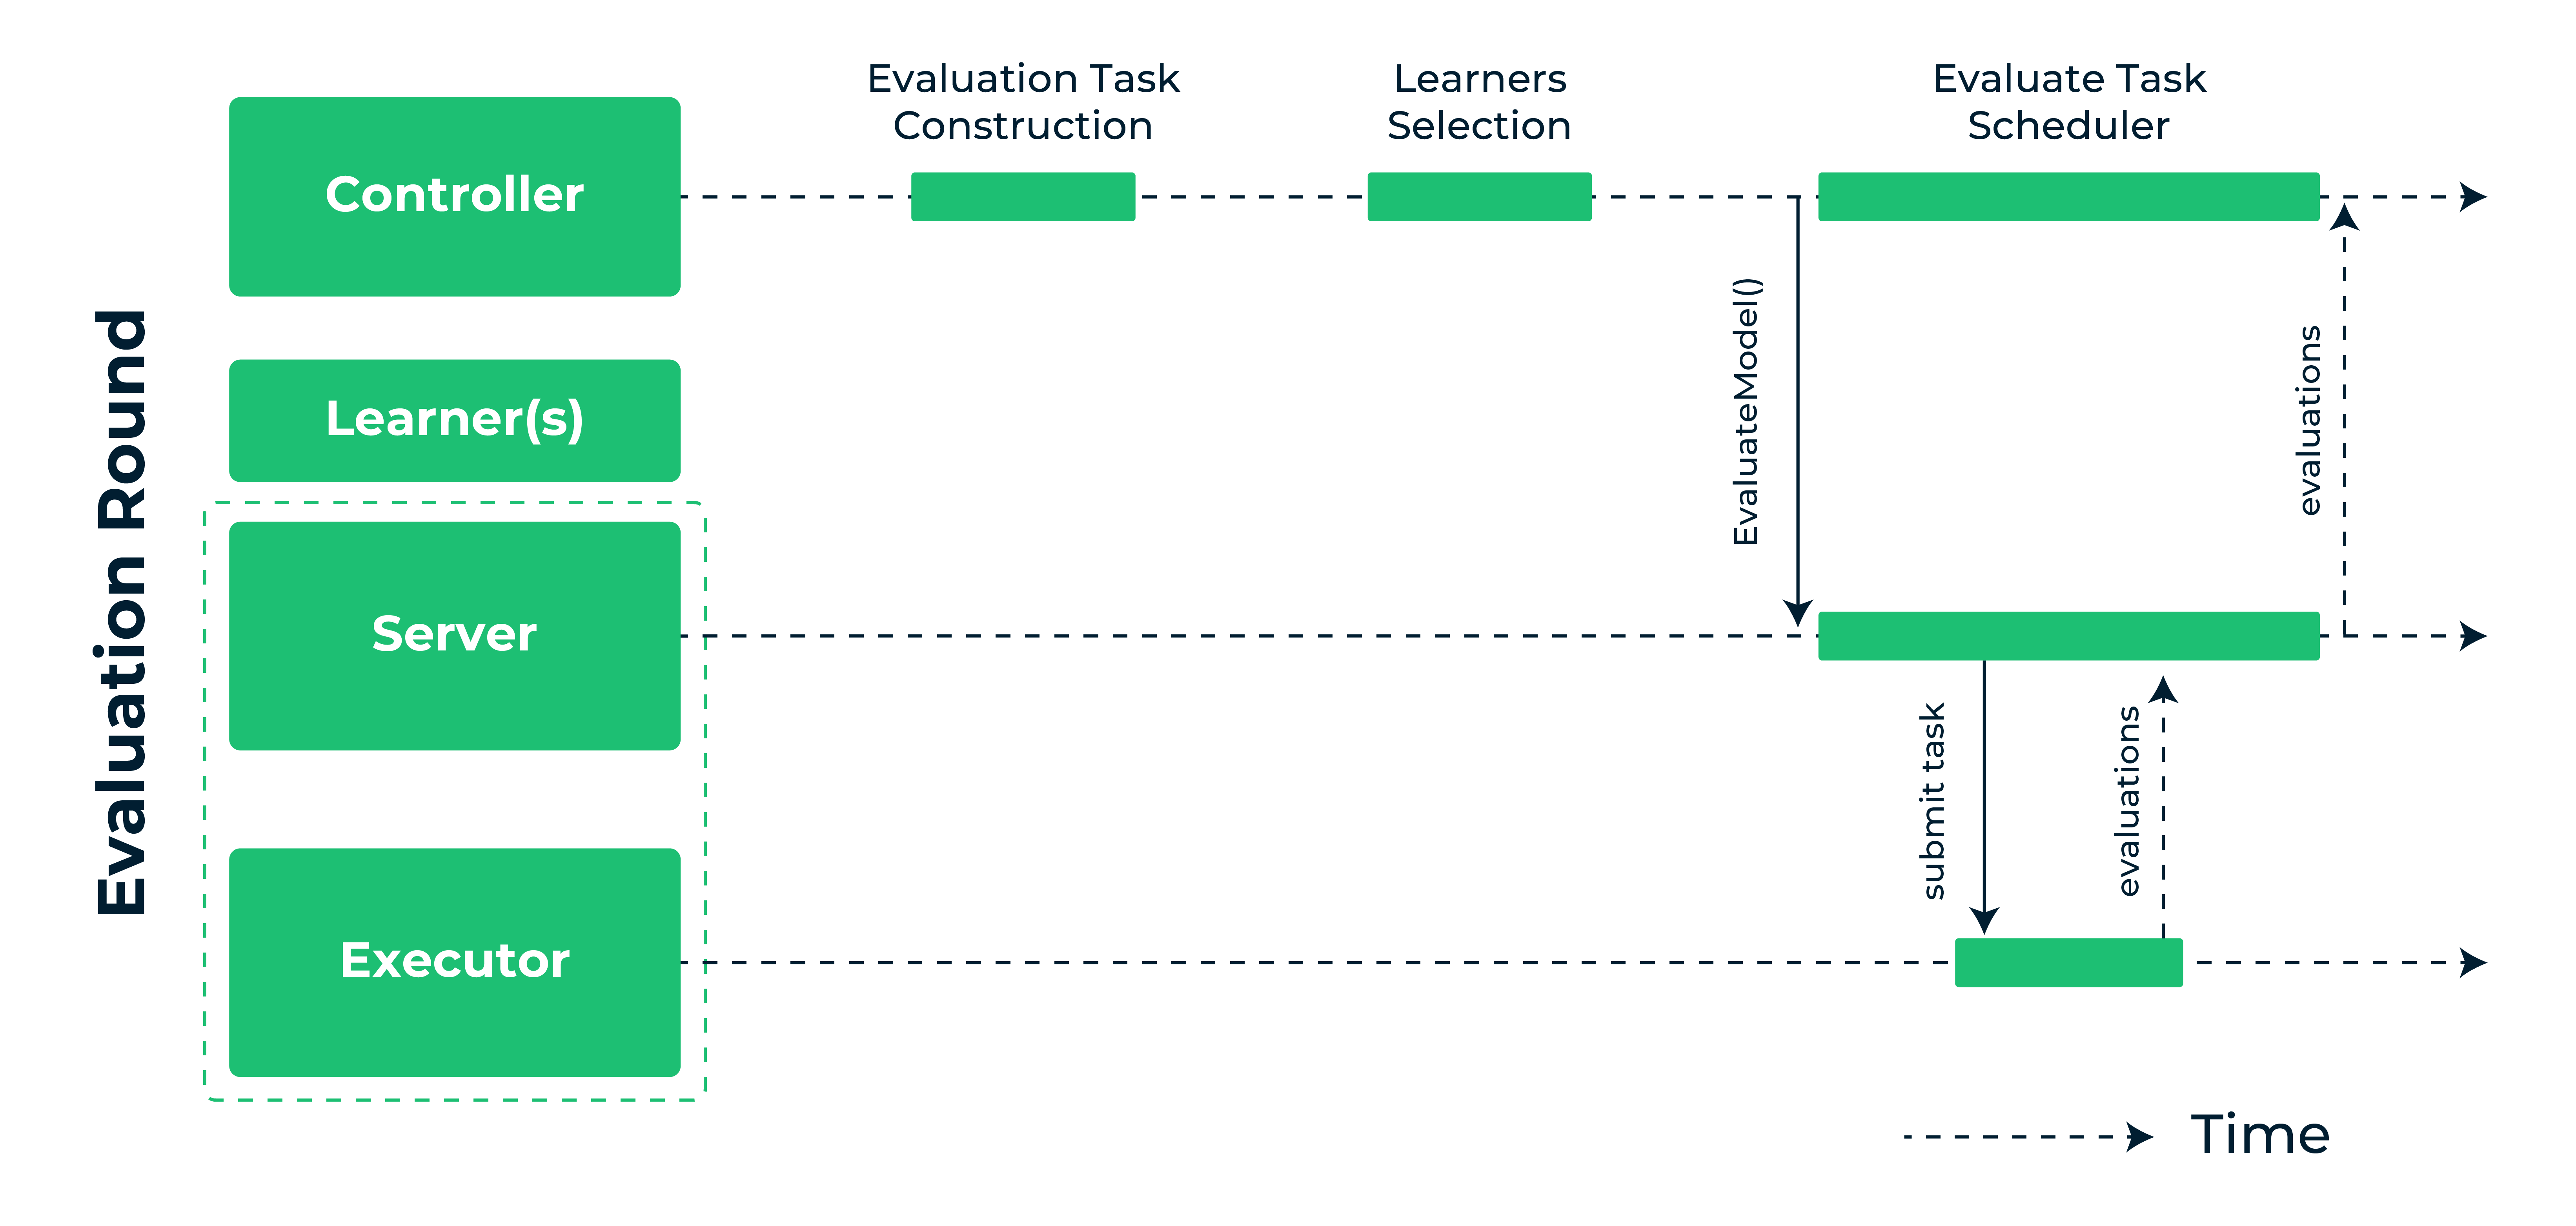 Evaluation Round
Controller
Learner(s)
Server
Executor
Evaluation Task
Construction
Learners
Selection
Evaluate Task
Scheduler
EvaluateModel()
evaluations
submit task
evaluations
Time